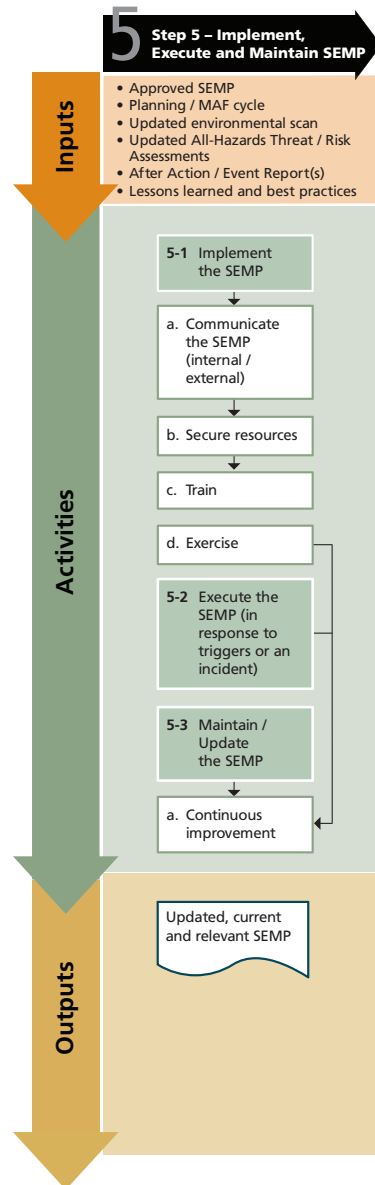 5
Step 5 – Implement,
Execute and Maintain SEMP
Inputs
• Approved SEMP
• Planning / MAF cycle
• Updated environmental scan
• Updated All-Hazards Threat / Risk
Assessments
• After Action / Event Report(s)
• Lessons learned and best practices
Activities
5-1 Implement
the SEMP
a. Communicate
the SEMP
(internal /
external)
b. Secure resources
c. Train
d. Exercise
5-2 Execute the
SEMP (in
response to
triggers or an
incident)
5-3 Maintain /
Update
the SEMP
a. Continuous
improvement
Outputs
Updated, current
and relevant SEMP